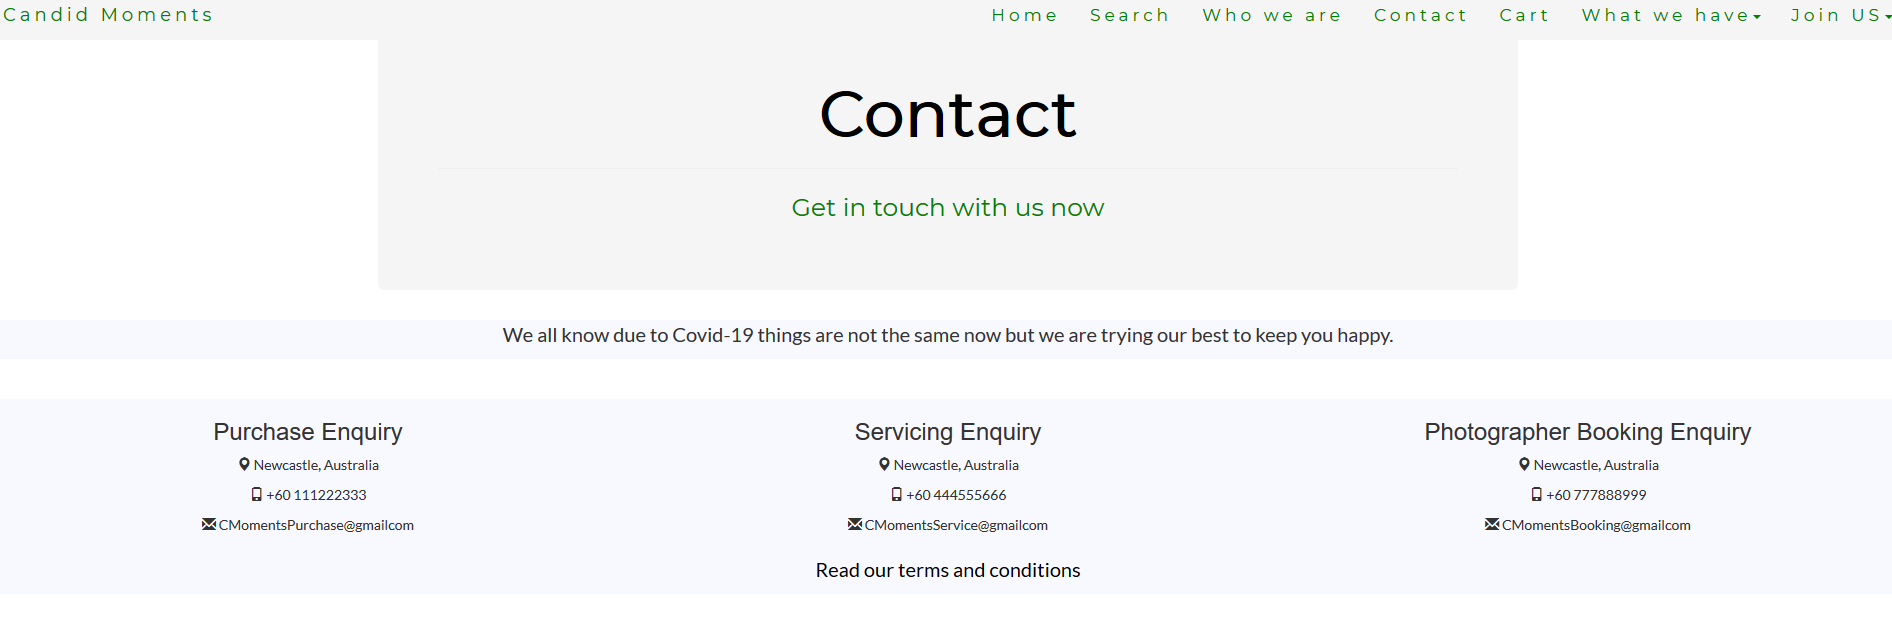 Candid Moments Home Search Who we are Contact Cart What we have Join US
Contact
Get in touch with us now
We all know due to Covid-19 things are not the same now but we are trying our best to keep you happy.
Purchase Enquiry
Newcastle, Australia
+60 111222333
CMomentsPurchase@gmailcom
Servicing Enquiry
Newcastle, Australia
+60 444555666
CMomentsService@gmailcom
Photographer Booking Enquiry
Newcastle, Australia
+60 777888999
CMomentsBooking@gmailcom
Read our terms and conditions